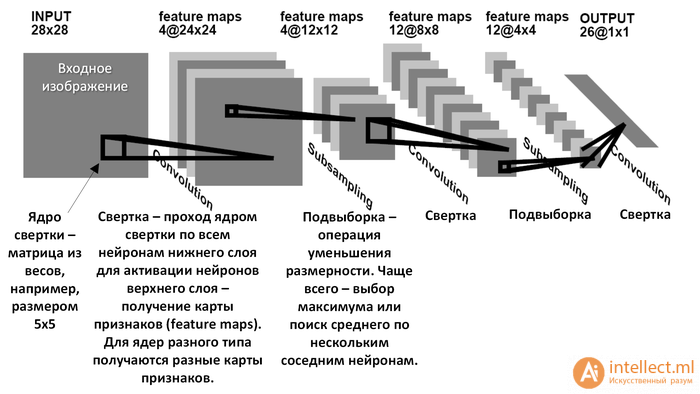 INPUT
28x28
feature maps
4@24x24
feature maps
4@12x12
feature maps
12@8x8
feature maps
12@4x4
OUTPUT
26@1x1
Входное
изображение
Convolution
Subsampling
Convolution
Subsampling
Convolution
Ядро
свертки –
матрица из
весов,
например,
размером
5x5
Свертка – проход ядром
свертки по всем
нейронам нижнего слоя
для активации нейронов
верхнего слоя –
получение карты
признаков (feature maps).
Для ядер разного типа
получаются разные карты
признаков.
Подвыборка –
операция
уменьшения
размерности. Чаще
всего – выбор
максимума или
поиск среднего по
нескольким
соседним нейронам.
Свертка
Подвыборка
Свертка
Ai
intellect.ml
Искусственный разум